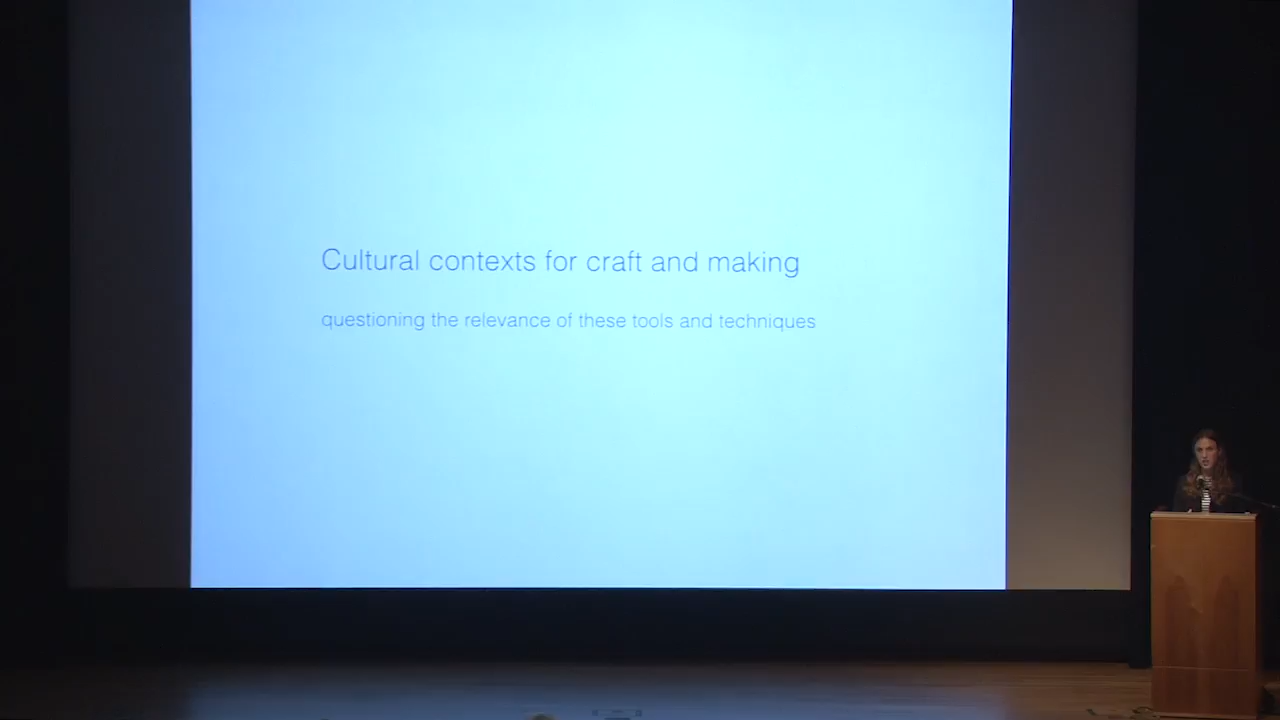 Cultural contexts for craft and making
questioning the relevance of these tools and techniques